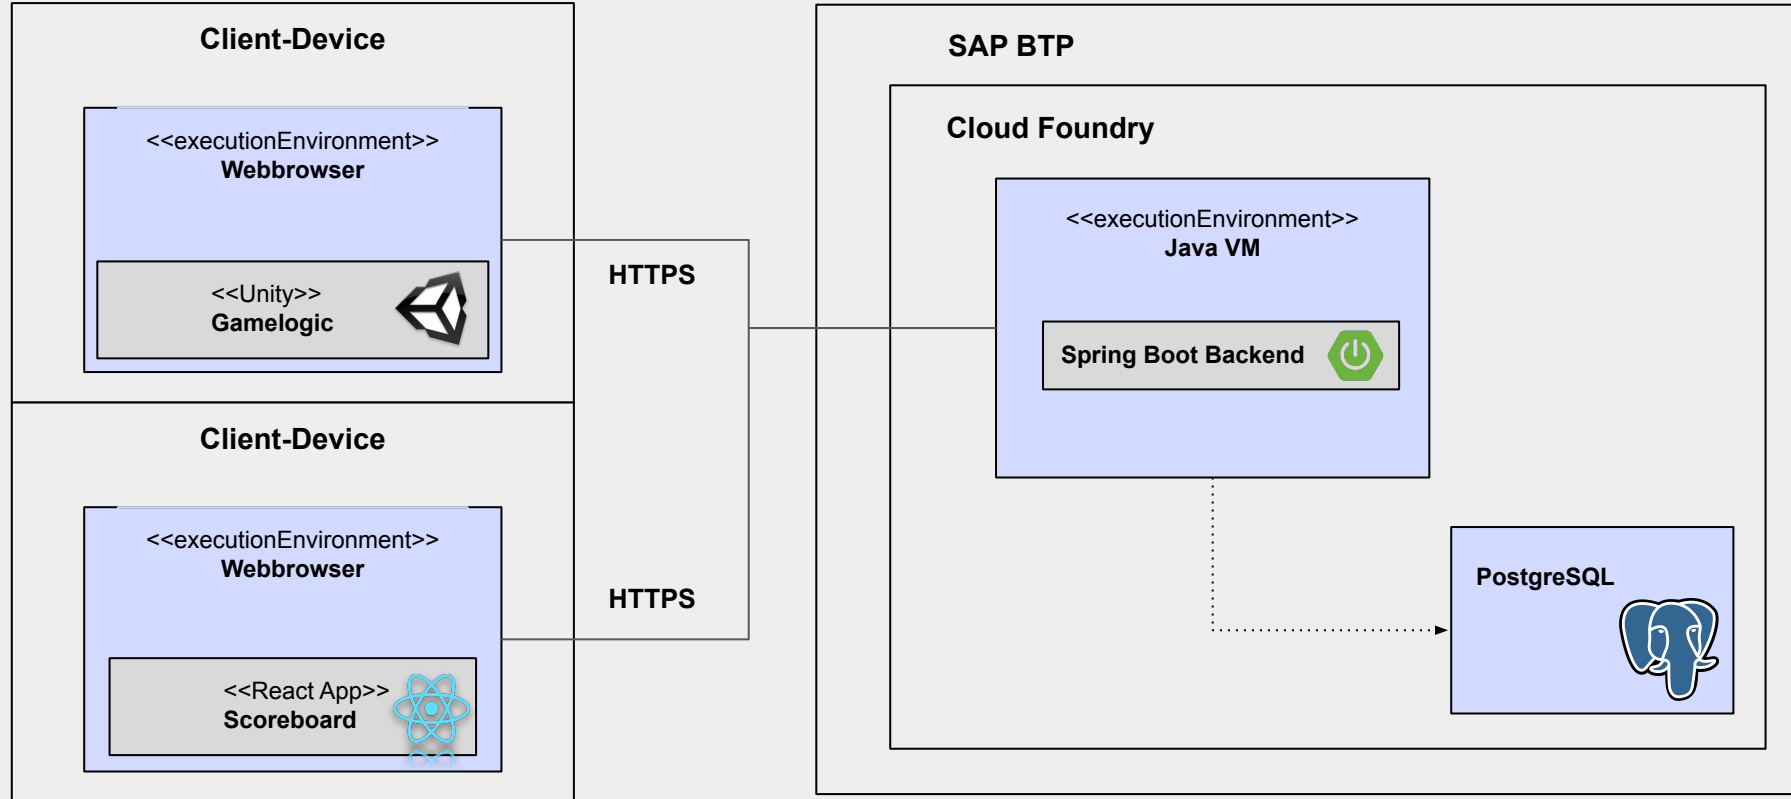 Client-Device
<<executionEnvironment>>
Webbrowser
<<Unity>>
Gamelogic
Client-Device
<<executionEnvironment>>
Webbrowser
<<React App>>
Scoreboard
HTTPS
HTTPS
SAP BTP
Cloud Foundry
<<executionEnvironment>>
Java VM
Spring Boot Backend
PostgreSQL